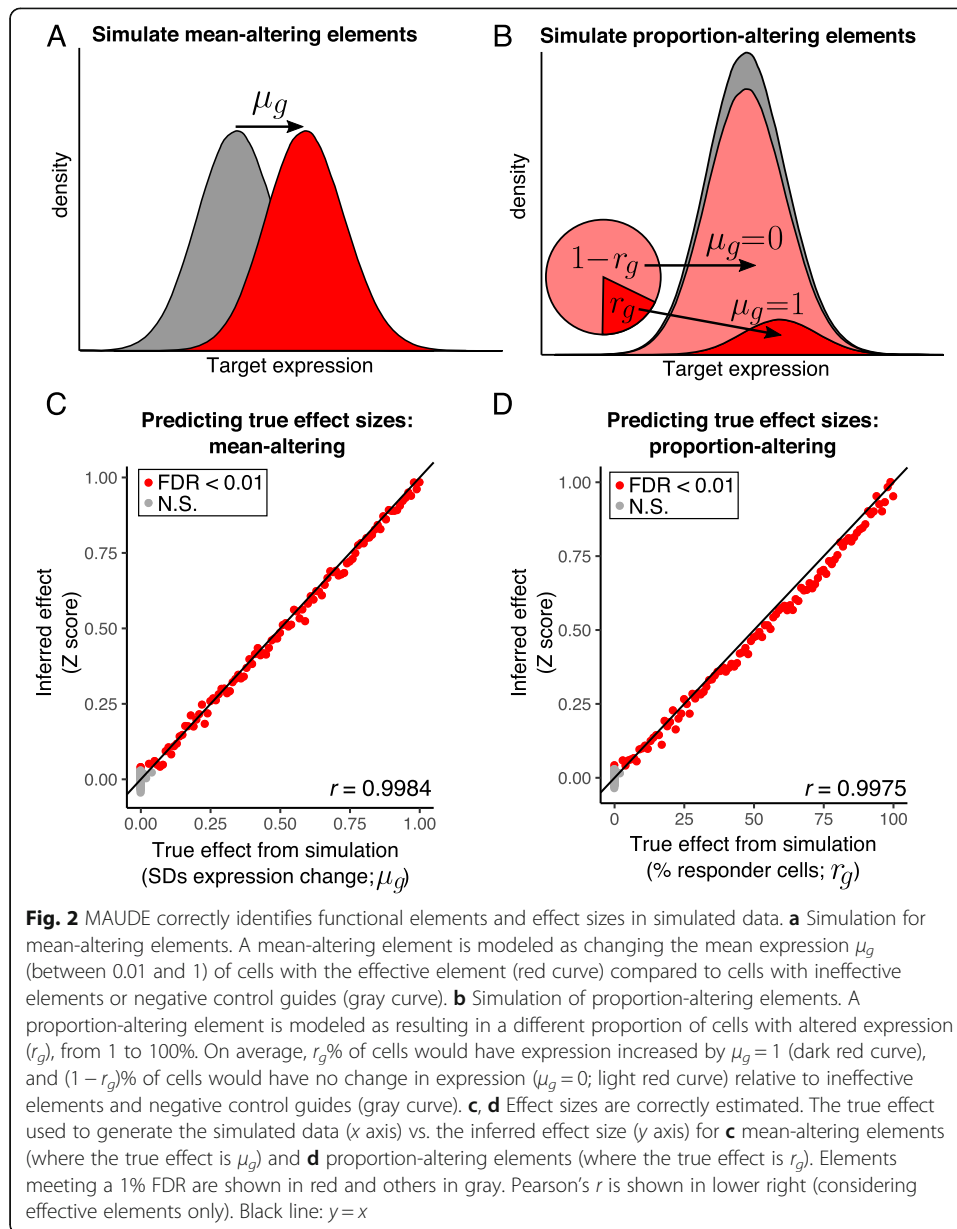 A
Simulate mean-altering elements
μg
density
Target expression
B
Simulate proportion-altering elements
density
1−rg
rg
μg=0
μg=1
Target expression
C
Predicting true effect sizes:
mean-altering
FDR < 0.01
N.S.
1.00
0.75
0.50
0.25
0.00
Inferred effect
(Z score)
r = 0.9984
0.00 0.25 0.50 0.75 1.00
True effect from simulation
(SDs expression change; μg)
D
Predicting true effect sizes:
proportion-altering
FDR < 0.01
N.S.
1.00
0.75
0.50
0.25
0.00
Inferred effect
(Z score)
r = 0.9975
0 25 50 75 100
True effect from simulation
(% responder cells; rg)
Fig. 2 MAUDE correctly identifies functional elements and effect sizes in simulated data. a Simulation for
mean-altering elements. A mean-altering element is modeled as changing the mean expression μg
(between 0.01 and 1) of cells with the effective element (red curve) compared to cells with ineffective
elements or negative control guides (gray curve). b Simulation of proportion-altering elements. A
proportion-altering element is modeled as resulting in a different proportion of cells with altered expression
(rg), from 1 to 100%. On average, rg% of cells would have expression increased by μg = 1 (dark red curve),
and (1 − rg)% of cells would have no change in expression (μg = 0; light red curve) relative to ineffective
elements and negative control guides (gray curve). c, d Effect sizes are correctly estimated. The true effect
used to generate the simulated data (x axis) vs. the inferred effect size (y axis) for c mean-altering elements
(where the true effect is μg) and d proportion-altering elements (where the true effect is rg). Elements
meeting a 1% FDR are shown in red and others in gray. Pearson's r is shown in lower right (considering
effective elements only). Black line: y = x